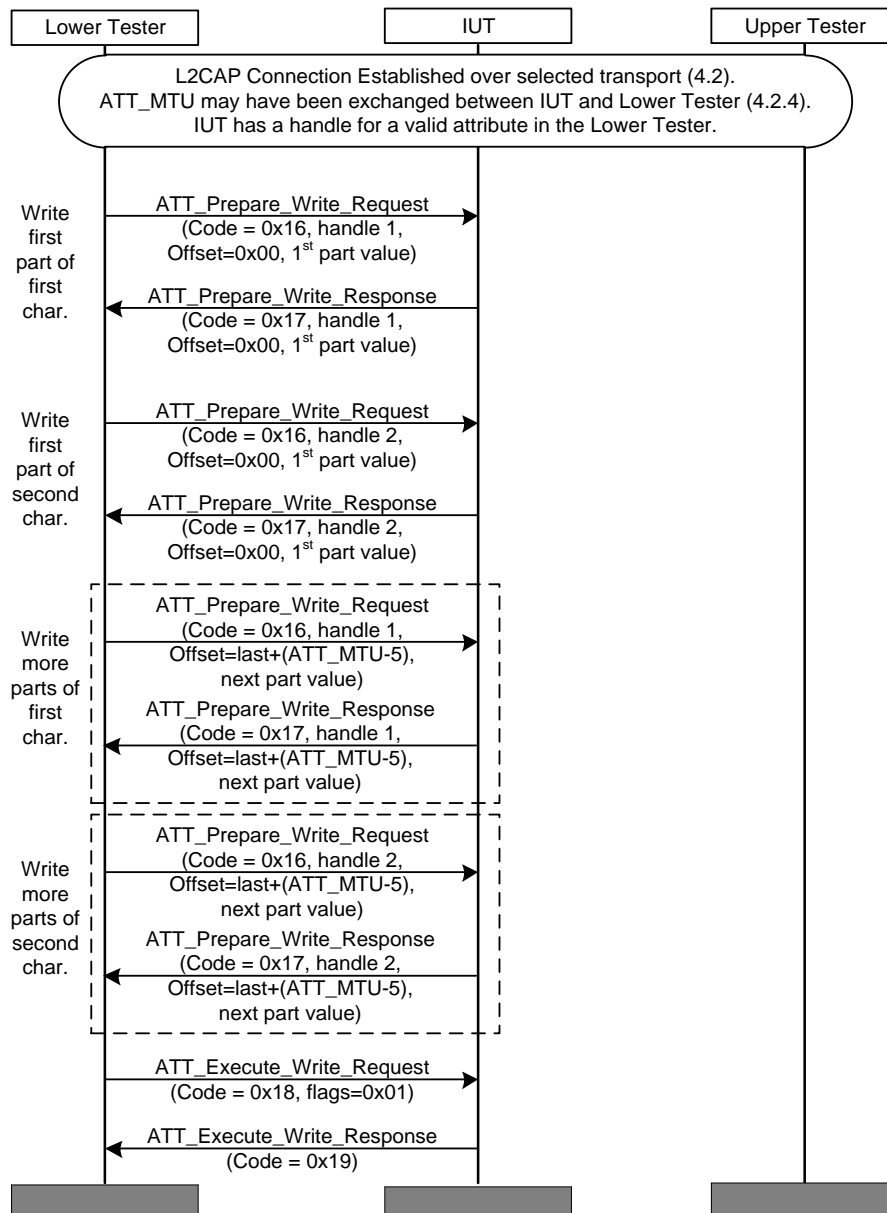 Lower Tester
IUT
Upper Tester
L2CAP Connection Established over selected transport (4.2).
ATT_MTU may have been exchanged between IUT and Lower Tester (4.2.4).
IUT has a handle for a valid attribute in the Lower Tester.
Write
first
part of
first
char.
ATT_Prepare_Write_Request
(Code = 0x16, handle 1,
Offset=0x00, 1st part value)
ATT_Prepare_Write_Response
(Code = 0x17, handle 1,
Offset=0x00, 1st part value)
Write
first
part of
second
char.
ATT_Prepare_Write_Request
(Code = 0x16, handle 2,
Offset=0x00, 1st part value)
ATT_Prepare_Write_Response
(Code = 0x17, handle 2,
Offset=0x00, 1st part value)
Write
more
parts of
first
char.
ATT_Prepare_Write_Request
(Code = 0x16, handle 1,
Offset=last+(ATT_MTU-5),
next part value)
ATT_Prepare_Write_Response
(Code = 0x17, handle 1,
Offset=last+(ATT_MTU-5),
next part value)
Write
more
parts of
second
char.
ATT_Prepare_Write_Request
(Code = 0x16, handle 2,
Offset=last+(ATT_MTU-5),
next part value)
ATT_Prepare_Write_Response
(Code = 0x17, handle 2,
Offset=last+(ATT_MTU-5),
next part value)
ATT_Execute_Write_Request
(Code = 0x18, flags=0x01)
ATT_Execute_Write_Response
(Code = 0x19)